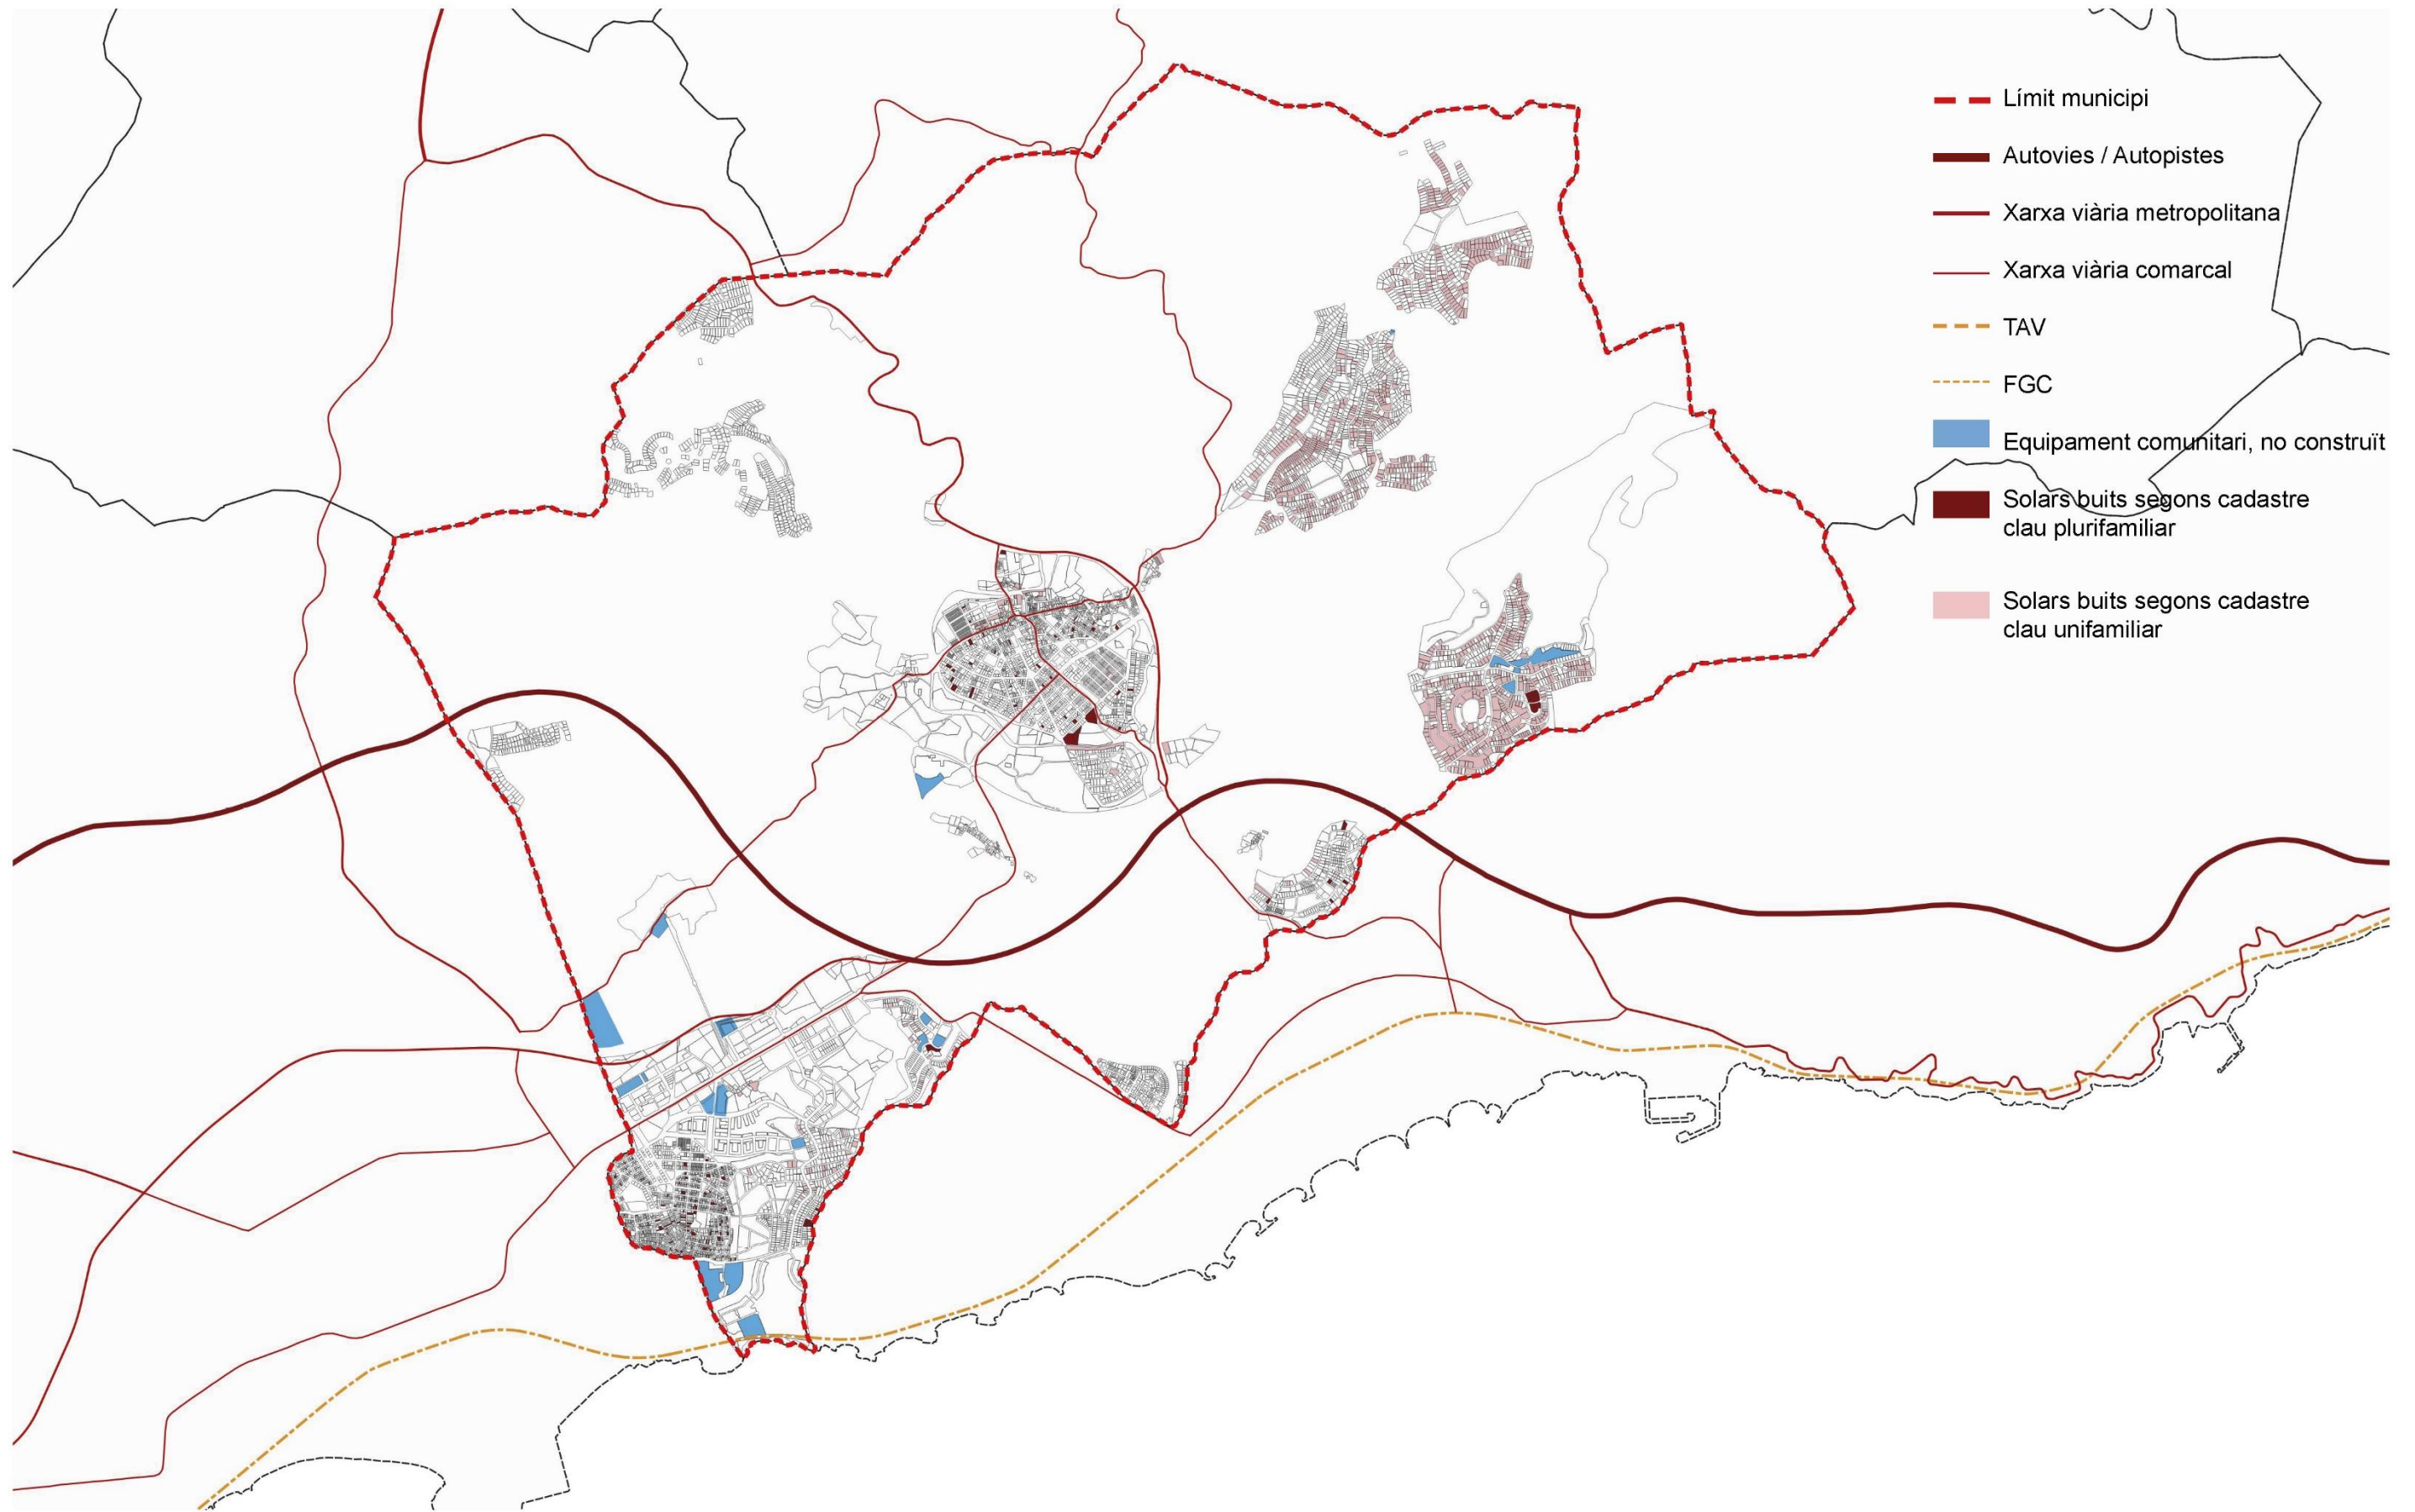 Límit municipi
Autovies / Autopistes
Xarxa viària metropolitana
Xarxa viària comarcal
TAV
FGC
Equipament comunitari, no construït
Solars buits segons cadastre
clau plurifamiliar
Solars buits segons cadastre
clau unifamiliar